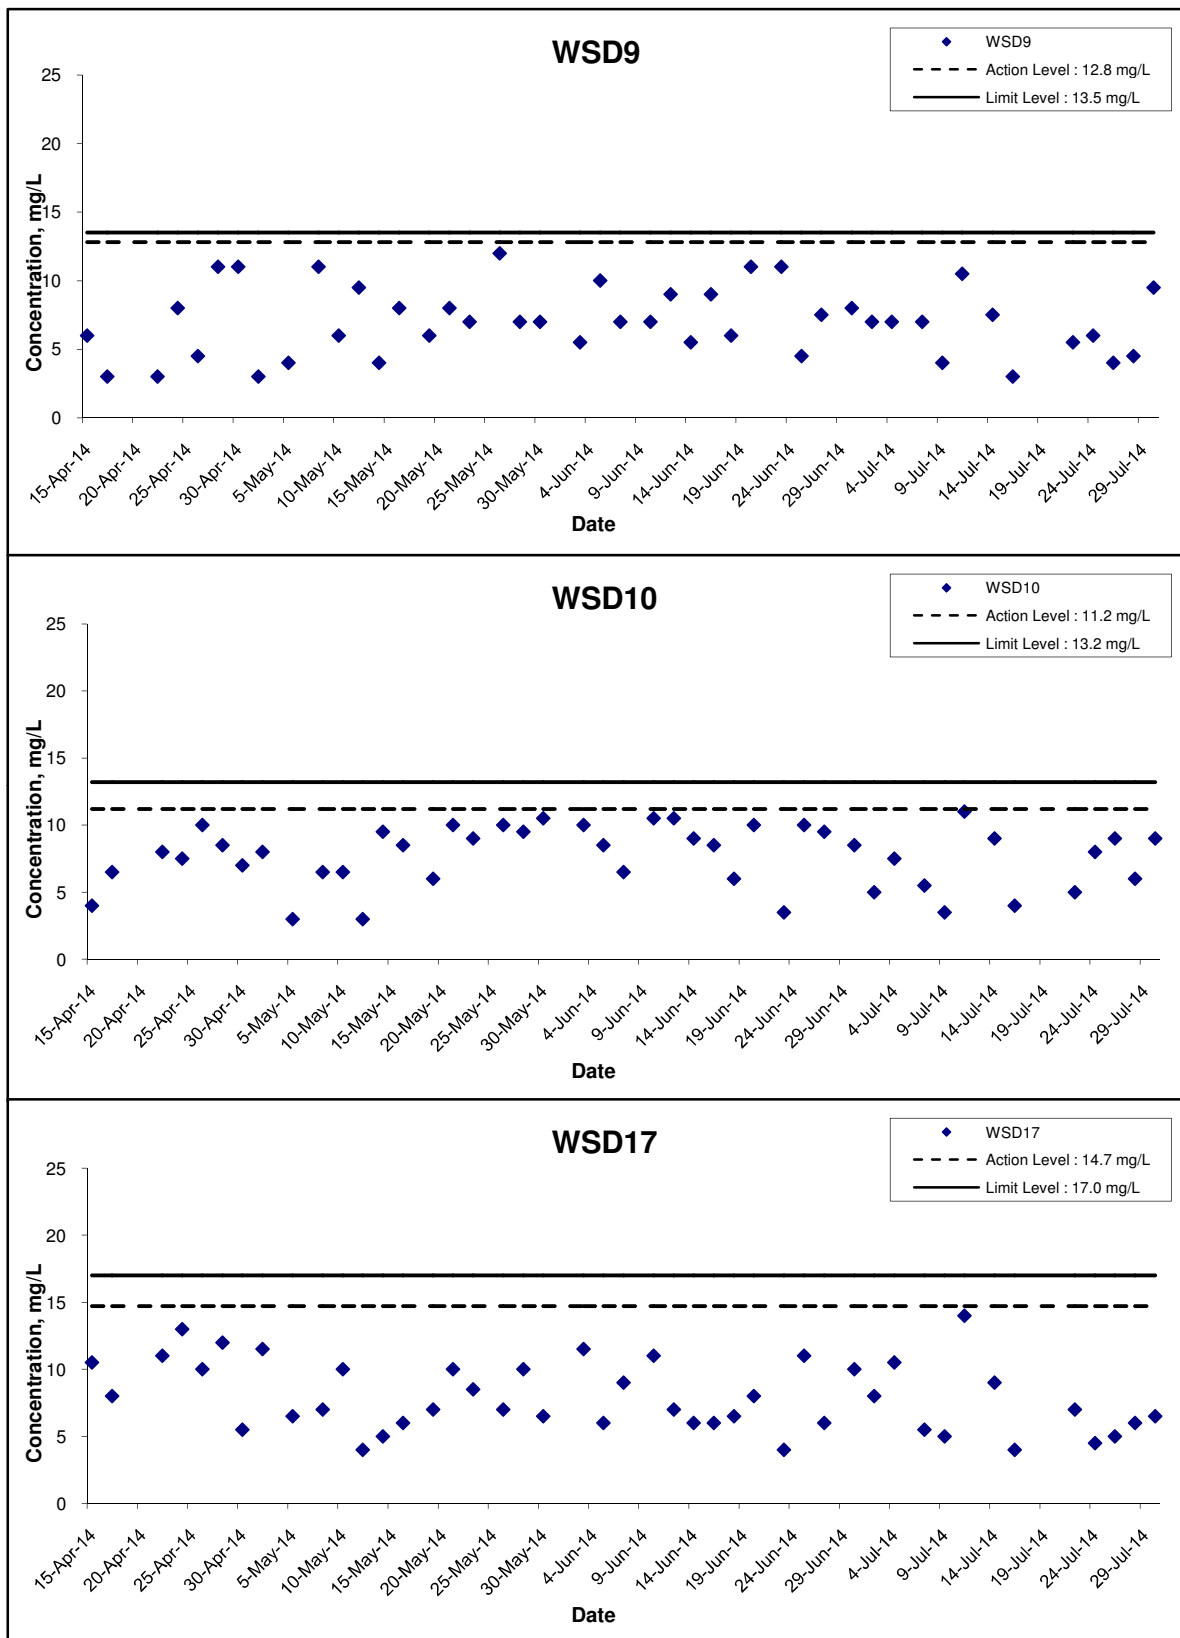 WSD9
WSD9
Action Level : 12.8 mg/L
Limit Level : 13.5 mg/L
Concentration, mg/L
25
20
15
10
5
0
15-Apr-14
20-Apr-14
25-Apr-14
30-Apr-14
5-May-14
10-May-14
15-May-14
20-May-14
25-May-14
30-May-14
4-Jun-14
9-Jun-14
14-Jun-14
19-Jun-14
24-Jun-14
29-Jun-14
4-Jul-14
9-Jul-14
14-Jul-14
19-Jul-14
24-Jul-14
29-Jul-14
Date
WSD10
WSD10
Action Level : 11.2 mg/L
Limit Level : 13.2 mg/L
Concentration, mg/L
25
20
15
10
5
0
15-Apr-14
20-Apr-14
25-Apr-14
30-Apr-14
5-May-14
10-May-14
15-May-14
20-May-14
25-May-14
30-May-14
4-Jun-14
9-Jun-14
14-Jun-14
19-Jun-14
24-Jun-14
29-Jun-14
4-Jul-14
9-Jul-14
14-Jul-14
19-Jul-14
24-Jul-14
29-Jul-14
Date
WSD17
WSD17
Action Level : 14.7 mg/L
Limit Level : 17.0 mg/L
Concentration, mg/L
25
20
15
10
5
0
15-Apr-14
20-Apr-14
25-Apr-14
30-Apr-14
5-May-14
10-May-14
15-May-14
20-May-14
25-May-14
30-May-14
4-Jun-14
9-Jun-14
14-Jun-14
19-Jun-14
24-Jun-14
29-Jun-14
4-Jul-14
9-Jul-14
14-Jul-14
19-Jul-14
24-Jul-14
29-Jul-14
Date